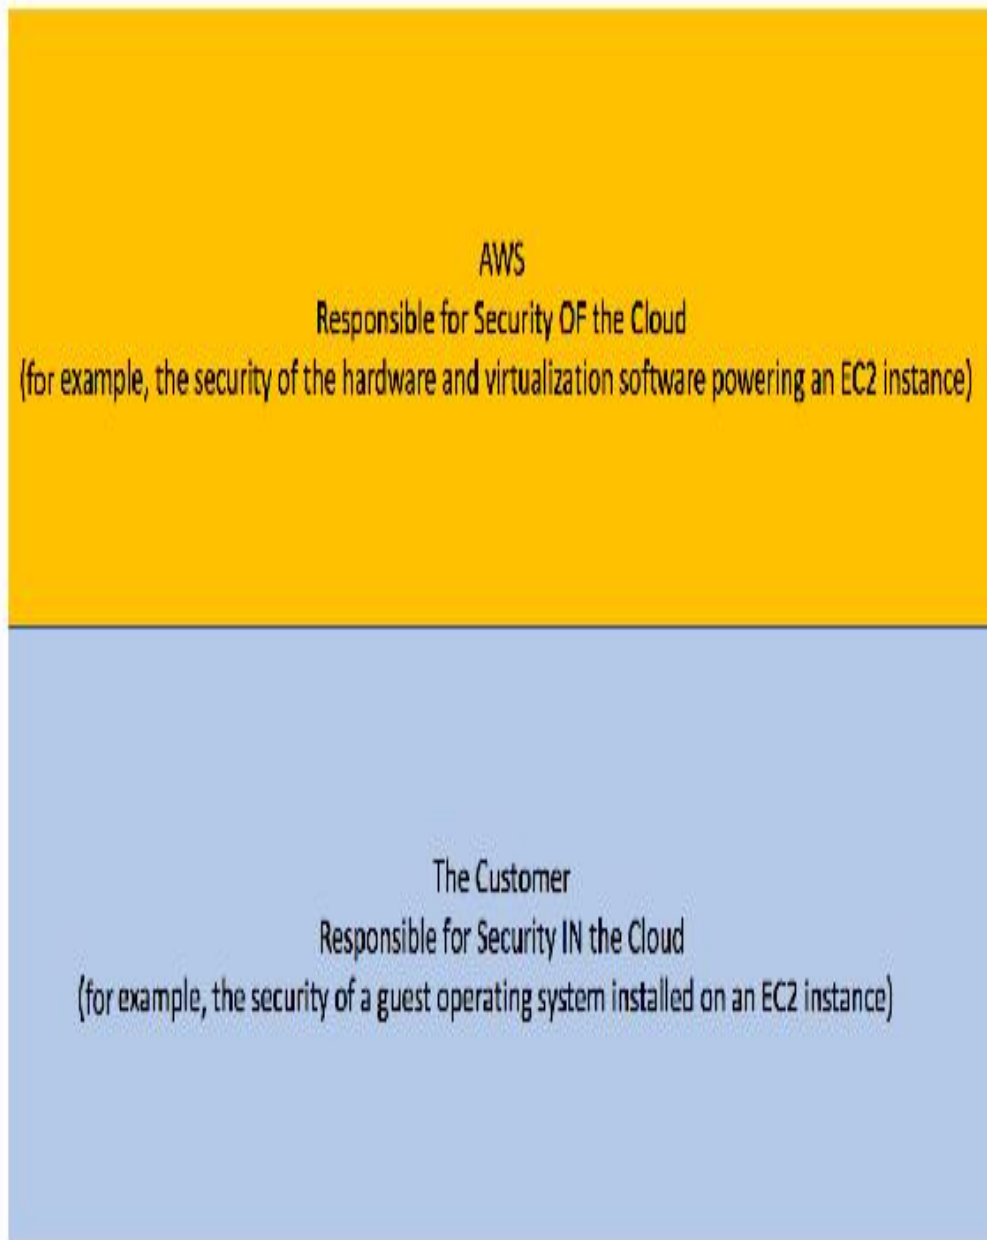 AWS
Responsible for Security OF the Cloud
(for example, the security of the hardware and virtualization software powering an EC2 instance)
The Customer
Responsible for Security IN the Cloud
(for example, the security of a guest operating system installed on an EC2 instance)